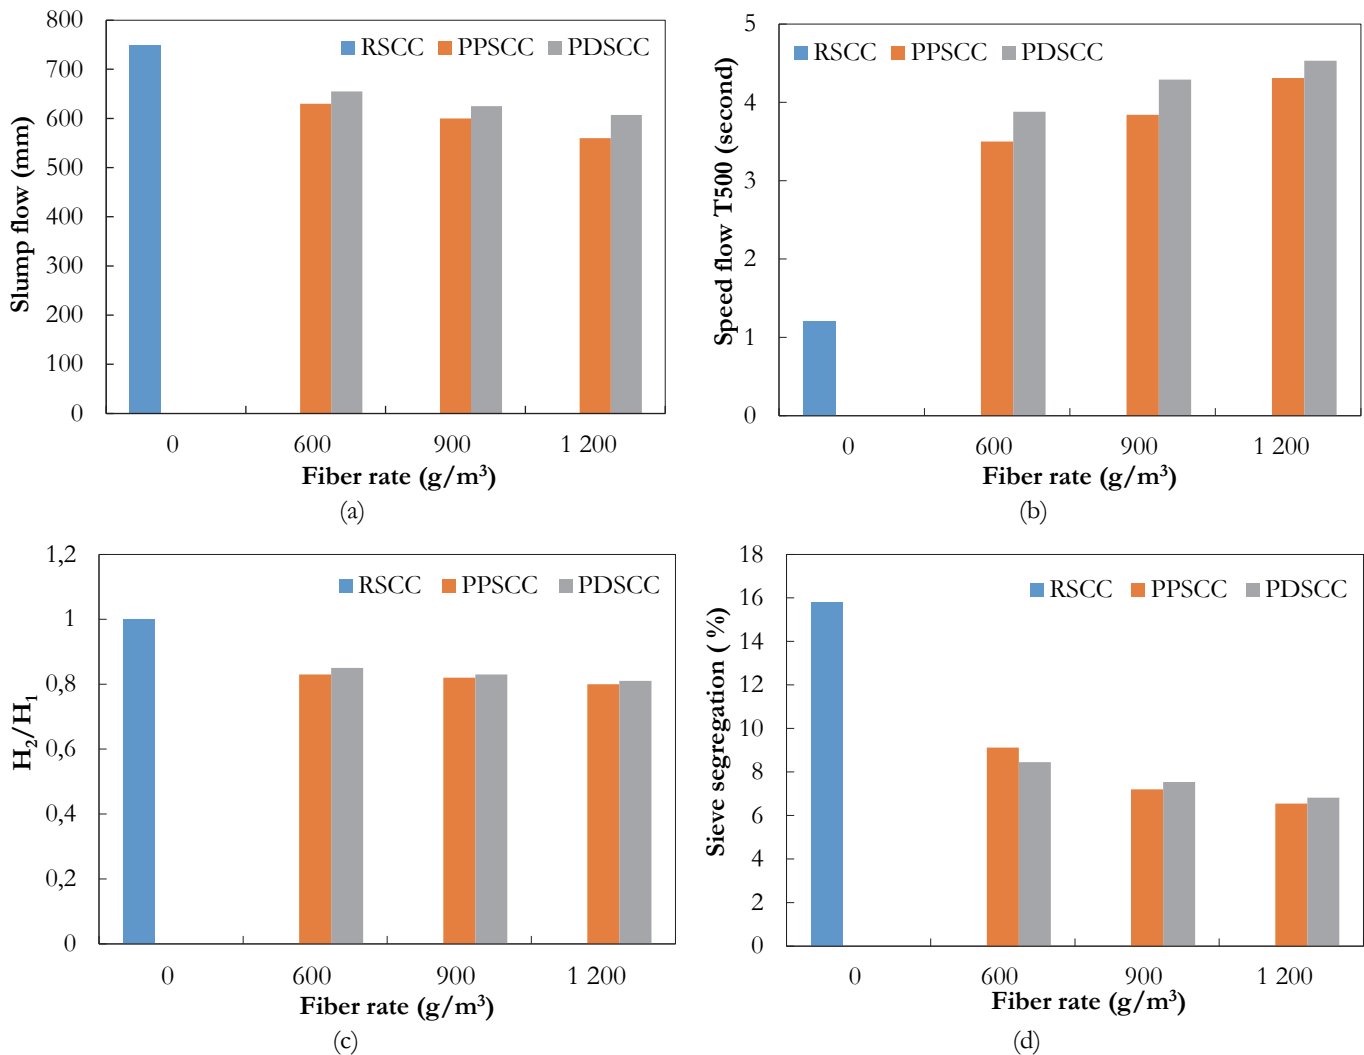 800
700
600
500
400
300
200
100
0
Slump flow (mm)
RSCC PPSCC PDSCC
0 600 900 1 200
Fiber rate (g/m³)
(a)
5
4
3
2
1
0
Speed flow T500 (second)
RSCC PPSCC PDSCC
0 600 900 1 200
Fiber rate (g/m³)
(b)
1,2
1
0,8
0,6
0,4
0,2
0
H₂/H₁
RSCC PPSCC PDSCC
0 600 900 1 200
Fiber rate (g/m³)
(c)
18
16
14
12
10
8
6
4
2
0
Sieve segregation ( %)
RSCC PPSCC PDSCC
0 600 900 1 200
Fiber rate (g/m³)
(d)